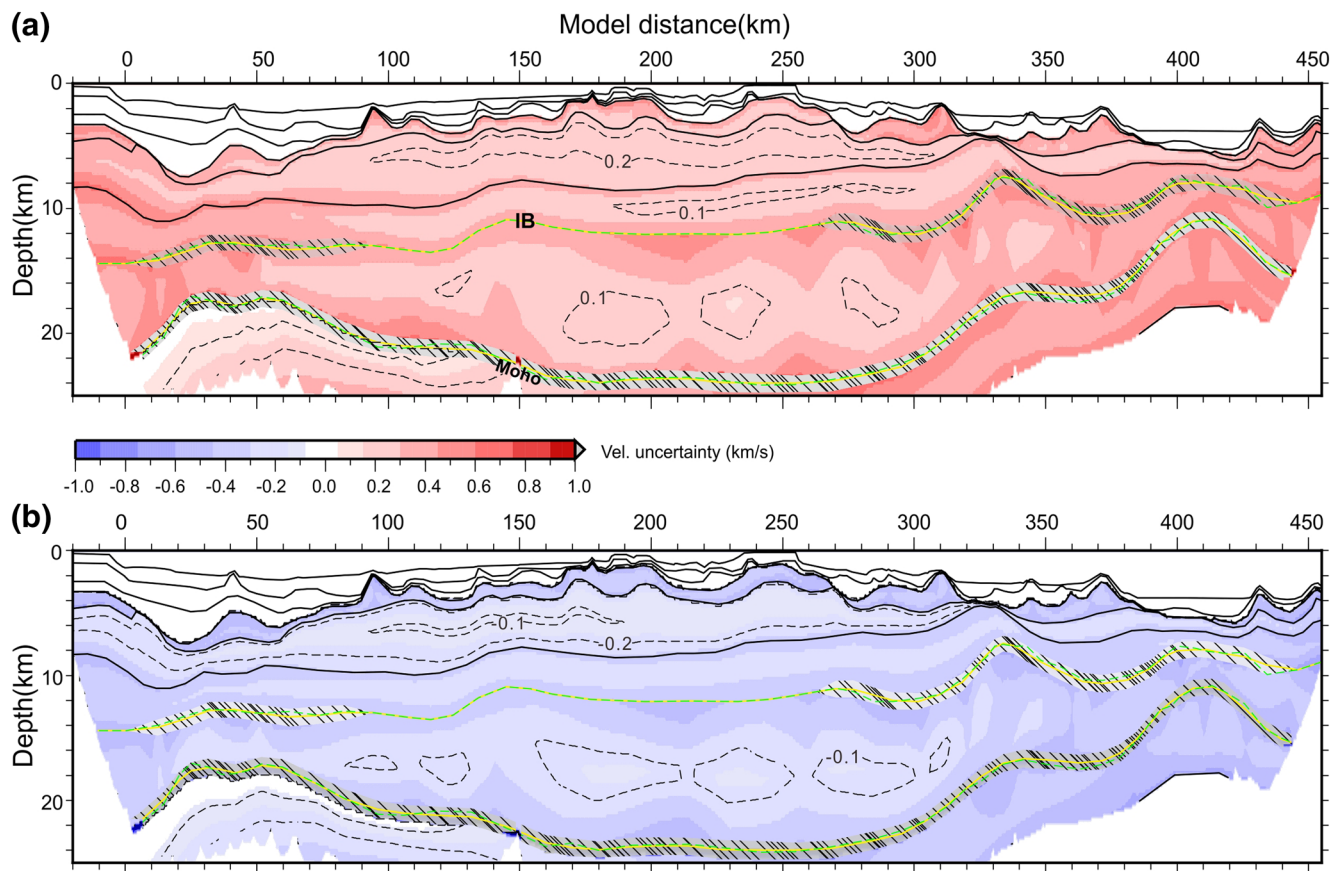 (a)
Model distance(km)
0 50 100 150 200 250 300 350 400 450
0
10
20
Depth(km)
0.2
0.1
IB
0.1
Moho
-1.0 -0.8 -0.6 -0.4 -0.2 0.0 0.2 0.4 0.6 0.8 1.0
Vel. uncertainty (km/s)
(b)
0 50 100 150 200 250 300 350 400 450
0
10
20
Depth(km)
-0.1
-0.2
-0.1